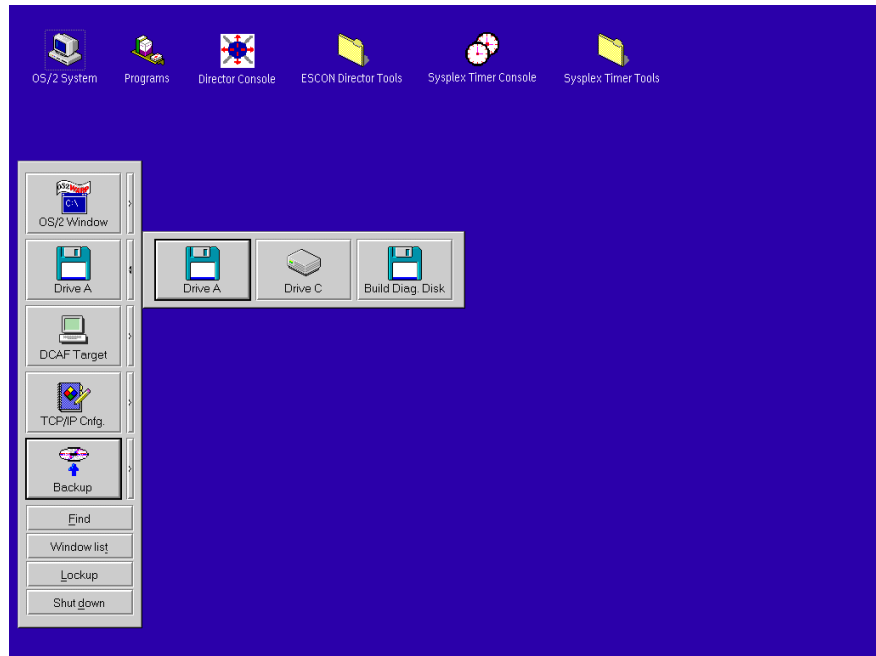 OS/2 System
Programs
Director Console
ESCON Director Tools
Sysplex Timer Console
Sysplex Timer Tools
C:\
OS/2 Window
Drive A
Drive A
Drive C
Build Diag. Disk
DCAF Target
TCP/IP Cnfg.
Backup
Find
Window list
Lockup
Shut down